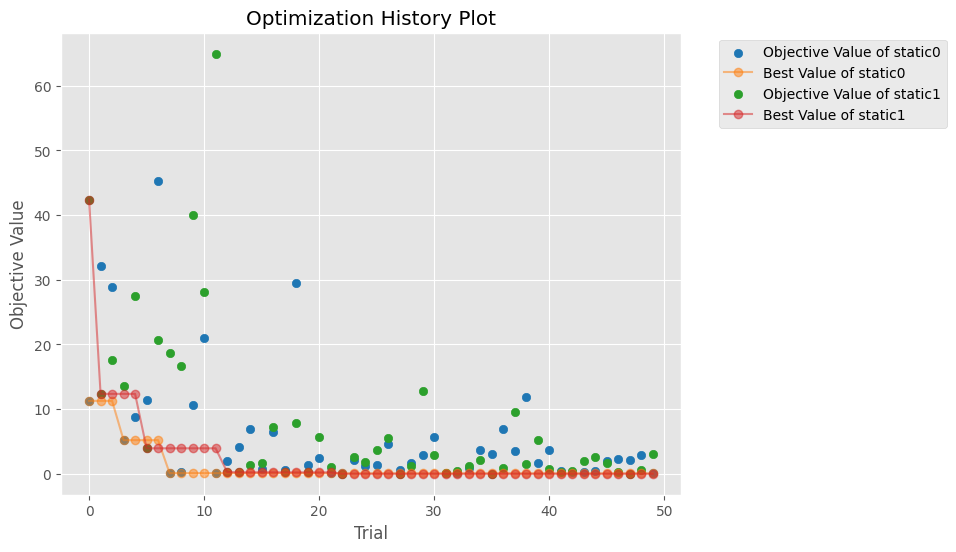 Optimization History Plot
Objective Value of static0
Best Value of static0
Objective Value of static1
Best Value of static1
Objective Value
60
50
40
30
20
10
0
0
10
20
30
40
50
Trial